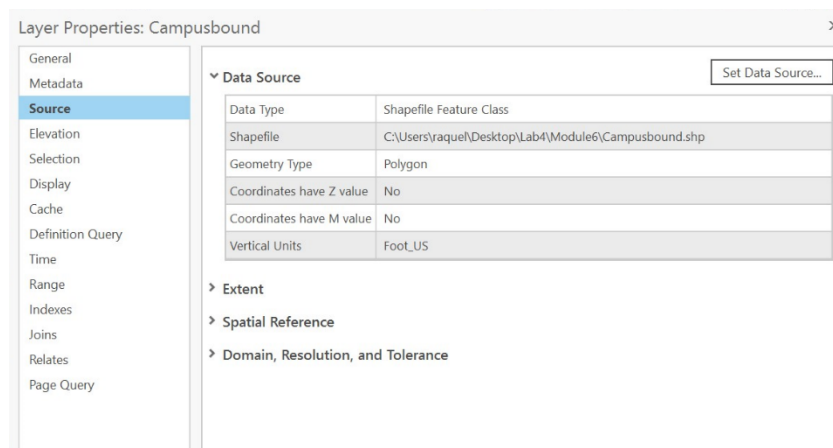 Layer Properties: Campusbound
General
Metadata
Source
Elevation
Selection
Display
Cache
Definition Query
Time
Range
Indexes
Joins
Relates
Page Query
Data Source
Set Data Source...
Data Type Shapefile Feature Class
Shapefile C:\Users\raquel\Desktop\Lab4\Module6\Campusbound.shp
Geometry Type Polygon
Coordinates have Z value No
Coordinates have M value No
Vertical Units Foot_US
Extent
Spatial Reference
Domain, Resolution, and Tolerance